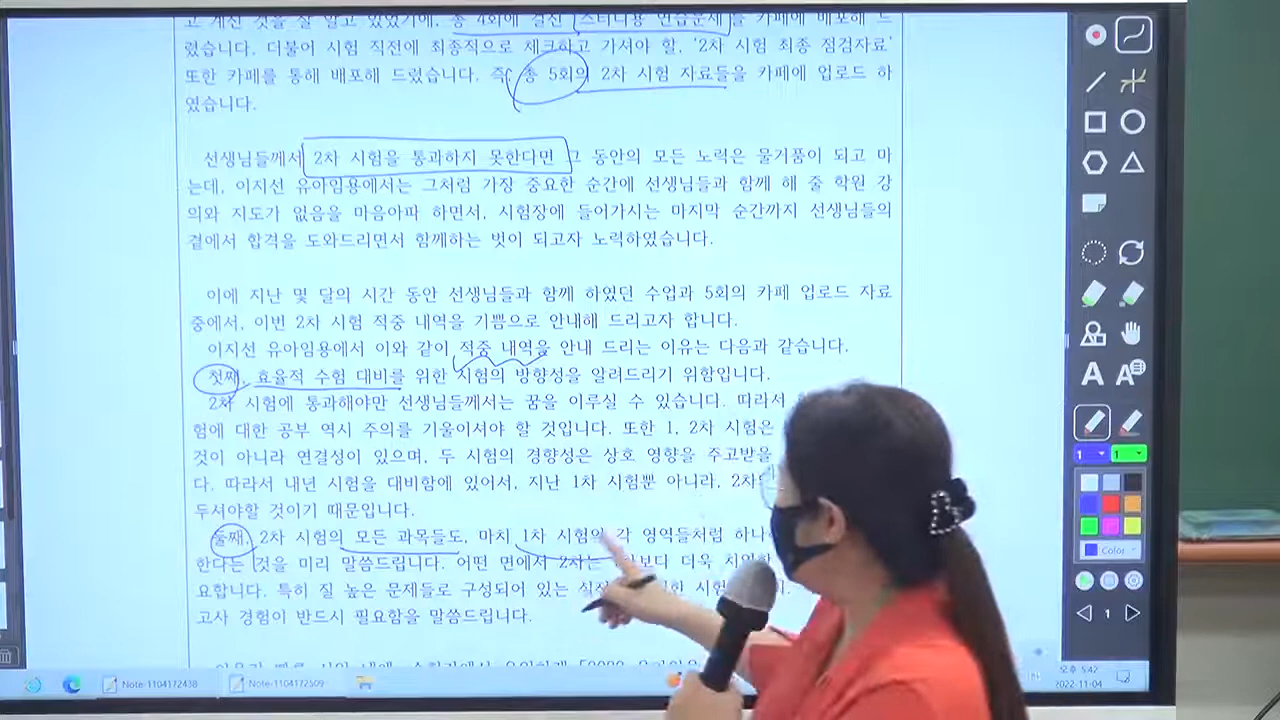 고 계신 것을 잘 알고 있었기에, 총 4회에 걸친 '스터디용 연습문제'를 카페에 배포해 드
렸습니다. 더불어 시험 직전에 최종적으로 체크하고 가셔야 할, '2차 시험 최종 점검자료'
또한 카페를 통해 배포해 드렸습니다. 즉, 총 5회의 2차 시험 자료들을 카페에 업로드 하
였습니다.
선생님들께서 2차 시험을 통과하지 못한다면 그 동안의 모든 노력은 물거품이 되고 마
는데, 이지선 유아임용에서는 그처럼 가장 중요한 순간에 선생님들과 함께 해 줄 학원 강
의와 지도가 없음을 마음아파 하면서, 시험장에 들어가시는 마지막 순간까지 선생님들의
곁에서 합격을 도와드리면서 함께하는 벗이 되고자 노력하였습니다.
이에 지난 몇 달의 시간 동안 선생님들과 함께 하였던 수업과 5회의 카페 업로드 자료
중에서, 이번 2차 시험 적중 내역을 기쁨으로 안내해 드리고자 합니다.
이지선 유아임용에서 이와 같이 적중 내역을 안내 드리는 이유는 다음과 같습니다.
첫째, 효율적 수험 대비를 위한 시험의 방향성을 알려드리기 위함입니다.
2차 시험에 통과해야만 선생님들께서는 꿈을 이루실 수 있습니다. 따라서
험에 대한 공부 역시 주의를 기울이셔야 할 것입니다. 또한 1, 2차 시험은
것이 아니라 연결성이 있으며, 두 시험의 경향성은 상호 영향을 주고받을
다. 따라서 내년 시험을 대비함에 있어서, 지난 1차 시험뿐 아니라, 2차
두셔야할 것이기 때문입니다.
둘째, 2차 시험의 모든 과목들도, 마치 1차 시험의 각 영역들처럼 하나
한다는 것을 미리 말씀드립니다. 어떤 면에서 2차는 보다 더욱 치열한
요합니다. 특히 질 높은 문제들로 구성되어 있는 한 시험
고사 경험이 반드시 필요함을 말씀드립니다.
Note-1104172438
Note-1104172509
오후 5:42
2022-11-04
1
1
Color
1
A
A